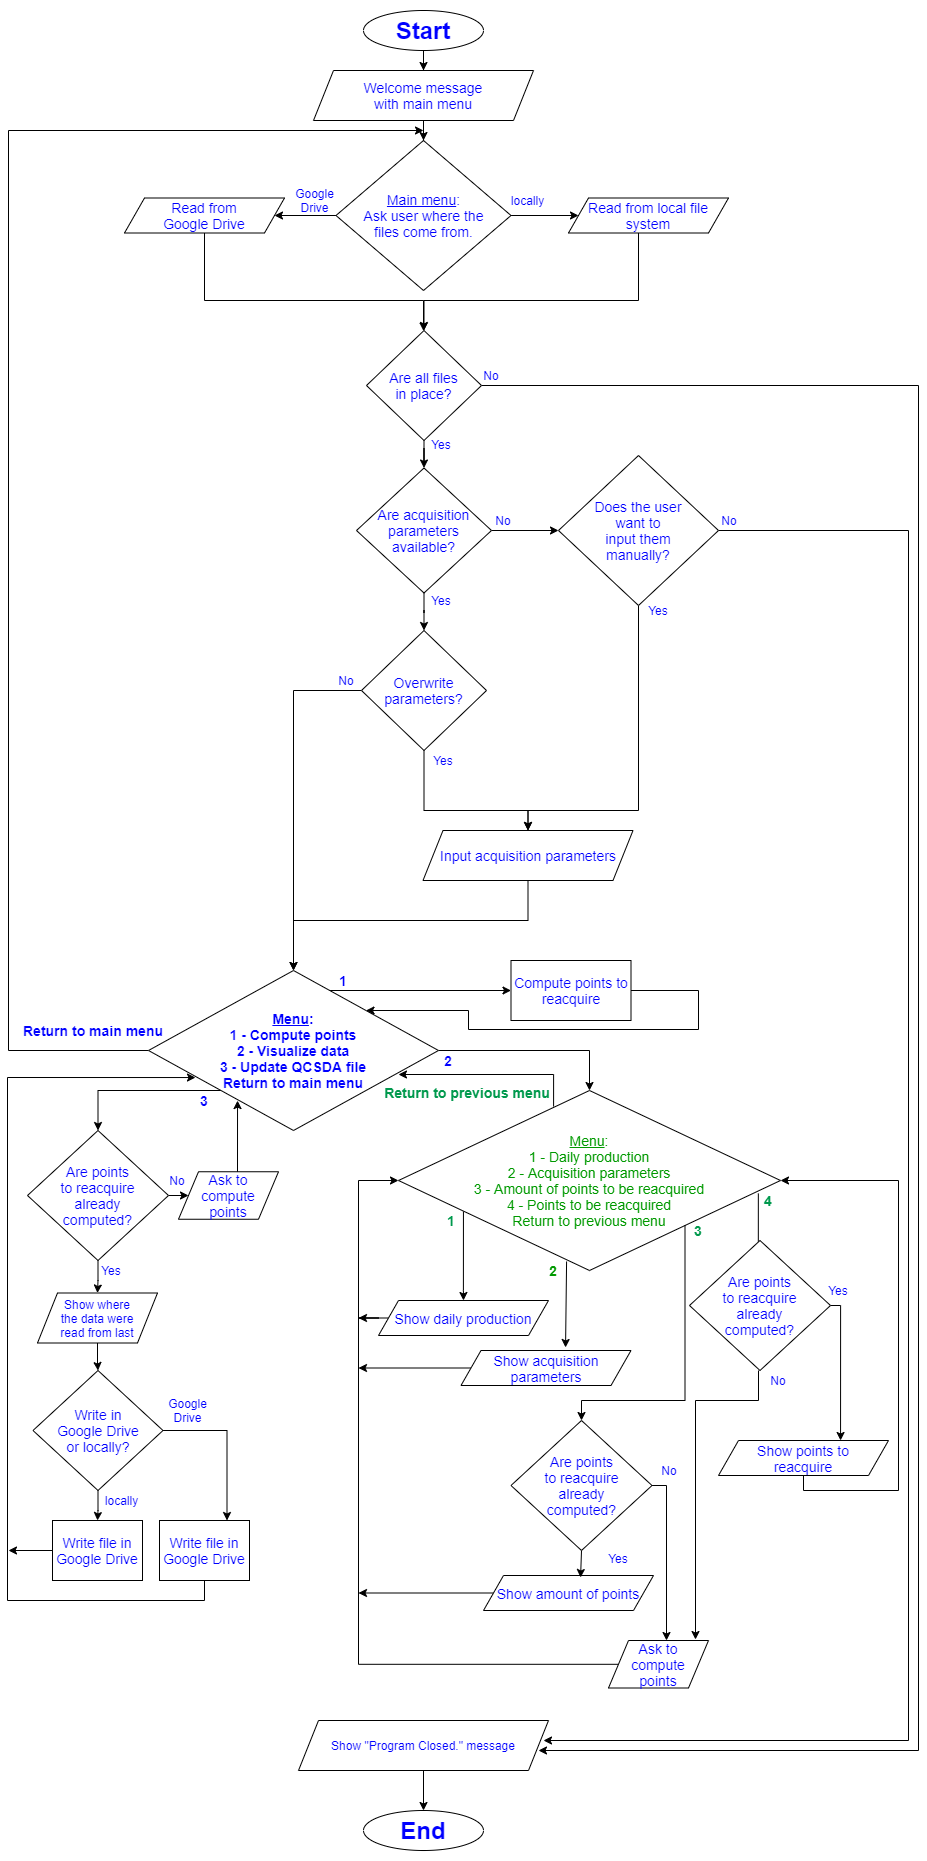 Start
Welcome message
with main menu
Google
Drive
Main menu:
Ask user where the
files come from.
locally
Read from
Google Drive
Read from local file
system
Are all files
in place?
No
Yes
Are acquisition
parameters
available?
No
Does the user
want to
input them
manually?
No
Yes
Yes
Overwrite
parameters?
No
Yes
Input acquisition parameters
1
Compute points to
reacquire
Return to main menu
Menu:
1 - Compute points
2 - Visualize data
3 - Update QCSDA file
Return to main menu
2
3
Return to previous menu
Menu:
1 - Daily production
2 - Acquisition parameters
3 - Amount of points to be reacquired
4 - Points to be reacquired
Return to previous menu
1
2
3
4
Are points
to reacquire
already
computed?
No
Ask to
compute
points
Yes
Show where
the data were
read from last
Write in
Google Drive
or locally?
Google
Drive
locally
Write file in
Google Drive
Write file in
Google Drive
Show daily production
Show acquisition
parameters
Are points
to reacquire
already
computed?
Yes
No
Show points to
reacquire
Are points
to reacquire
already
computed?
No
Yes
Show amount of points
Ask to
compute
points
Show "Program Closed." message
End